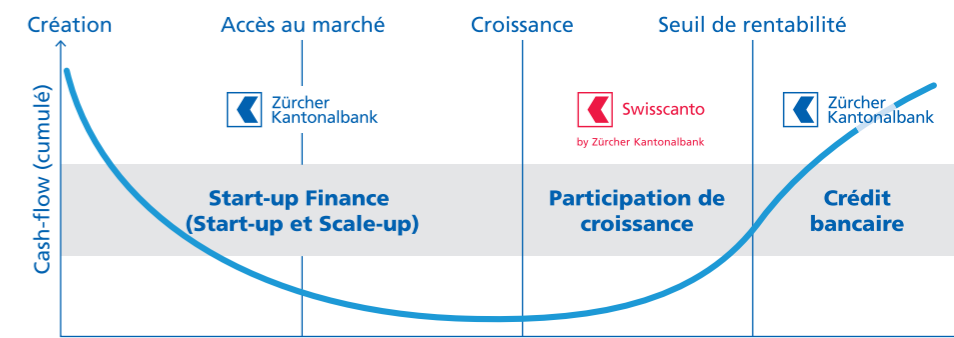 Création
Accès au marché
Croissance
Seuil de rentabilité
Cash-flow (cumulé)
Zürcher
Kantonalbank
Swisscanto
by Zürcher Kantonalbank
Zürcher
Kantonalbank
Start-up Finance
(Start-up et Scale-up)
Participation de
croissance
Crédit
bancaire